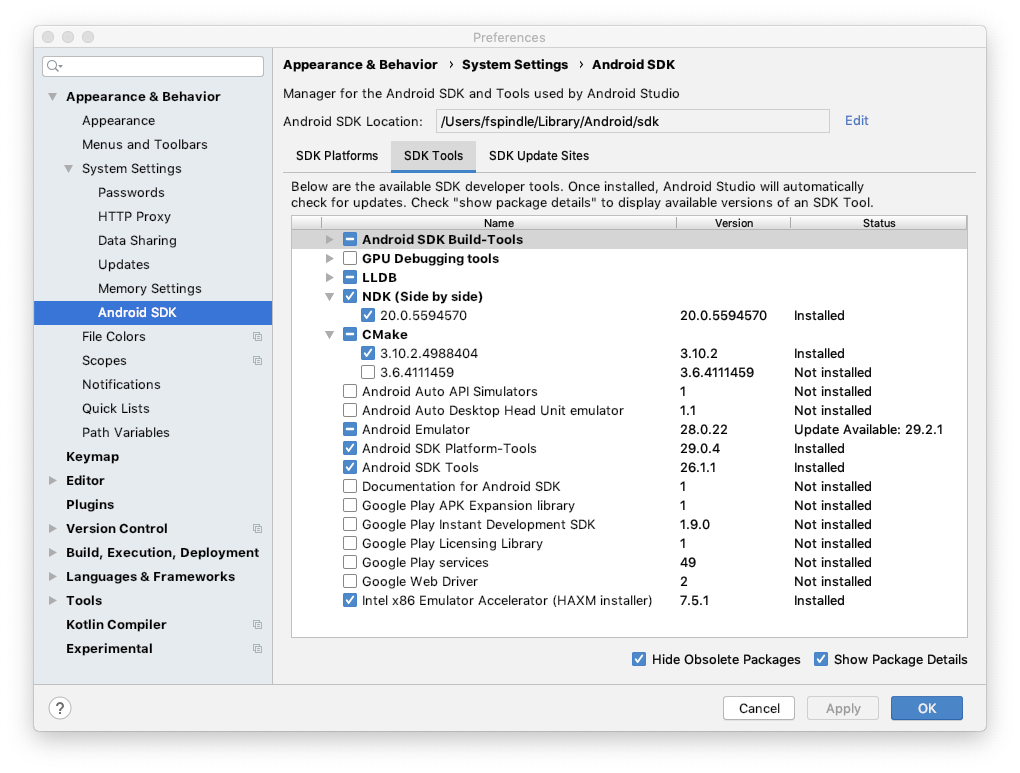 Preferences
Appearance & Behavior
Appearance
Menus and Toolbars
System Settings
Passwords
HTTP Proxy
Data Sharing
Updates
Memory Settings
Android SDK
File Colors
Scopes
Notifications
Quick Lists
Path Variables
Keymap
Editor
Plugins
Version Control
Build, Execution, Deployment
Languages & Frameworks
Tools
Kotlin Compiler
Experimental
Appearance & Behavior › System Settings › Android SDK
Manager for the Android SDK and Tools used by Android Studio
Android SDK Location: /Users/fspindle/Library/Android/sdk Edit
SDK Platforms SDK Tools SDK Update Sites
Below are the available SDK developer tools. Once installed, Android Studio will automatically
check for updates. Check "show package details" to display available versions of an SDK Tool.
Name Version Status
Android SDK Build-Tools
GPU Debugging tools
LLDB
NDK (Side by side)
20.0.5594570 20.0.5594570 Installed
CMake
3.10.2.4988404 3.10.2 Installed
3.6.4111459 3.6.4111459 Not installed
Android Auto API Simulators 1 Not installed
Android Auto Desktop Head Unit emulator 1.1 Not installed
Android Emulator 28.0.22 Update Available: 29.2.1
Android SDK Platform-Tools 29.0.4 Installed
Android SDK Tools 26.1.1 Installed
Documentation for Android SDK 1 Not installed
Google Play APK Expansion library 1 Not installed
Google Play Instant Development SDK 1.9.0 Not installed
Google Play Licensing Library 1 Not installed
Google Play services 49 Not installed
Google Web Driver 2 Not installed
Intel x86 Emulator Accelerator (HAXM installer) 7.5.1 Installed
Hide Obsolete Packages Show Package Details
? Cancel Apply OK